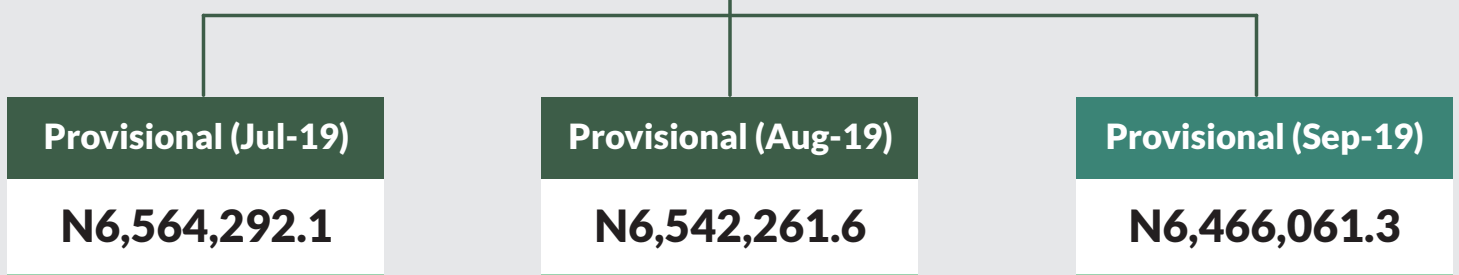 Provisional (Jul-19)
N6,564,292.1
Provisional (Aug-19)
N6,542,261.6
Provisional (Sep-19)
N6,466,061.3